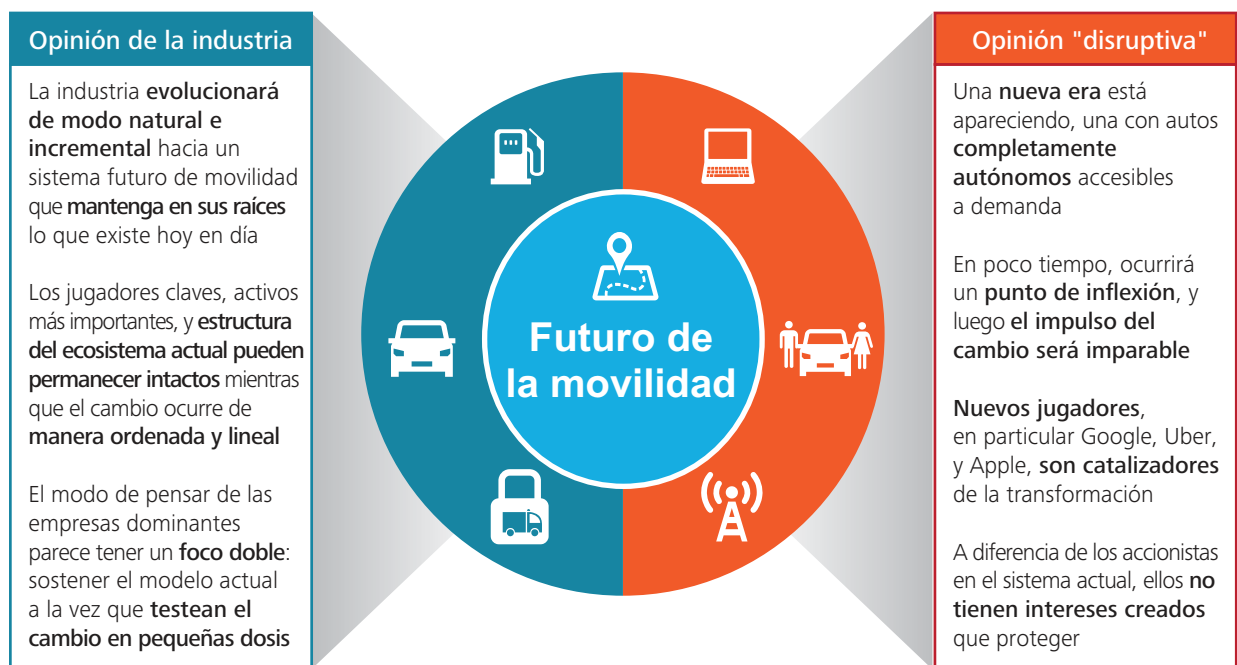 Opinión de la industria
La industria evolucionará
de modo natural e
incremental hacia un
sistema futuro de movilidad
que mantenga en sus raíces
lo que existe hoy en día
Los jugadores claves, activos
más importantes, y estructura
del ecosistema actual pueden
permanecer intactos mientras
que el cambio ocurre de
manera ordenada y lineal
El modo de pensar de las
empresas dominantes
parece tener un foco doble:
sostener el modelo actual
a la vez que testean el
cambio en pequeñas dosis
Futuro de
la movilidad
Opinión "disruptiva"
Una nueva era está
apareciendo, una con autos
completamente
autónomos accesibles
a demanda
En poco tiempo, ocurrirá
un punto de inflexión, y
luego el impulso del
cambio será imparable
Nuevos jugadores,
en particular Google, Uber,
y Apple, son catalizadores
de la transformación
A diferencia de los accionistas
en el sistema actual, ellos no
tienen intereses creados
que proteger